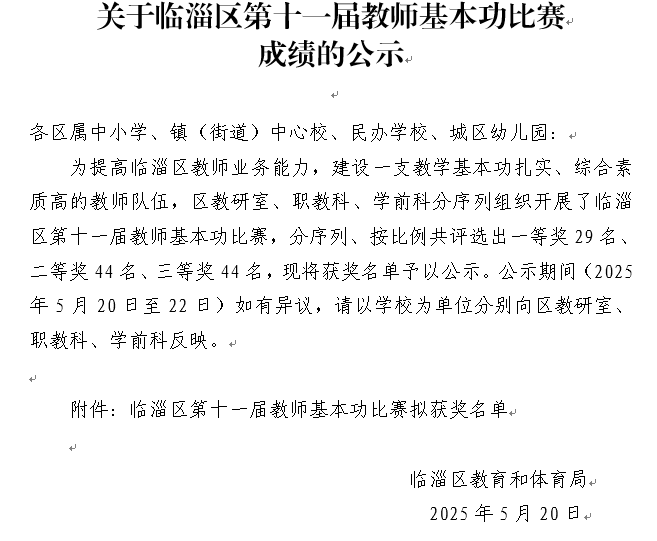 关于临淄区第十一届教师基本功比赛
成绩的公示
各区属中小学、镇（街道）中心校、民办学校、城区幼儿园：
为提高临淄区教师业务能力，建设一支教学基本功扎实、综合素
质高的教师队伍，区教研室、职教科、学前科分序列组织开展了临淄
区第十一届教师基本功比赛，分序列、按比例共评选出一等奖 29 名、
二等奖 44 名、三等奖 44 名，现将获奖名单予以公示。公示期间（2025
年 5 月 20 日至 22 日）如有异议，请以学校为单位分别向区教研室、
职教科、学前科反映。
附件：临淄区第十一届教师基本功比赛拟获奖名单
临淄区教育和体育局
2025 年 5 月 20 日